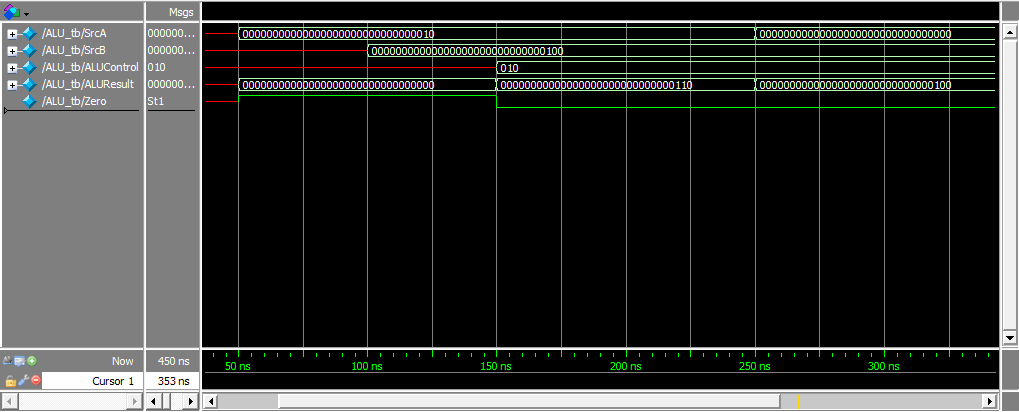 Msgs
/ALU_tb/SrcA 000000... 00000000000000000000000000000010 00000000000000000000000000000000
/ALU_tb/SrcB 000000... 00000000000000000000000000000100
/ALU_tb/ALUControl 010 010
/ALU_tb/ALUResult 000000... 00000000000000000000000000000000 00000000000000000000000000000110 00000000000000000000000000000100
/ALU_tb/Zero St1
Now 450 ns 50 ns 100 ns 150 ns 200 ns 250 ns 300 ns
Cursor 1 353 ns